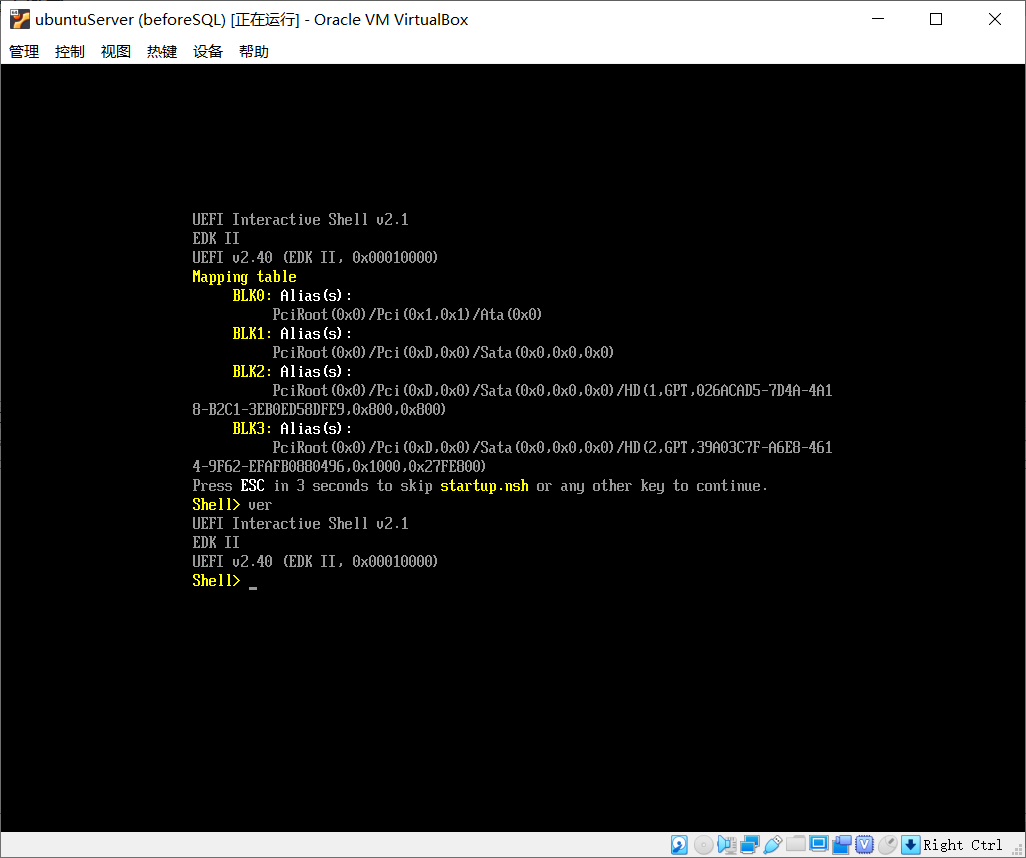 ubuntuServer (beforeSQL) [正在运行] - Oracle VM VirtualBox
管理 控制 视图 热键 设备 帮助
UEFI Interactive Shell v2.1
EDK II
UEFI v2.40 (EDK II, 0x00010000)
Mapping table
BLK0: Alias(s):
PciRoot(0x0)/Pci(0x1,0x1)/Ata(0x0)
BLK1: Alias(s):
PciRoot(0x0)/Pci(0xD,0x0)/Sata(0x0,0x0,0x0)
BLK2: Alias(s):
PciRoot(0x0)/Pci(0xD,0x0)/Sata(0x0,0x0,0x0)/HD(1,GPT,026ACAD5-7D4A-4A1
8-B2C1-3EB0ED58DFE9,0x800,0x800)
BLK3: Alias(s):
PciRoot(0x0)/Pci(0xD,0x0)/Sata(0x0,0x0,0x0)/HD(2,GPT,39A03C7F-A6E8-461
4-9F62-EFAFB0880496,0x1000,0x27FE800)
Press ESC in 3 seconds to skip startup.nsh or any other key to continue.
Shell> ver
UEFI Interactive Shell v2.1
EDK II
UEFI v2.40 (EDK II, 0x00010000)
Shell> _
Right Ctrl